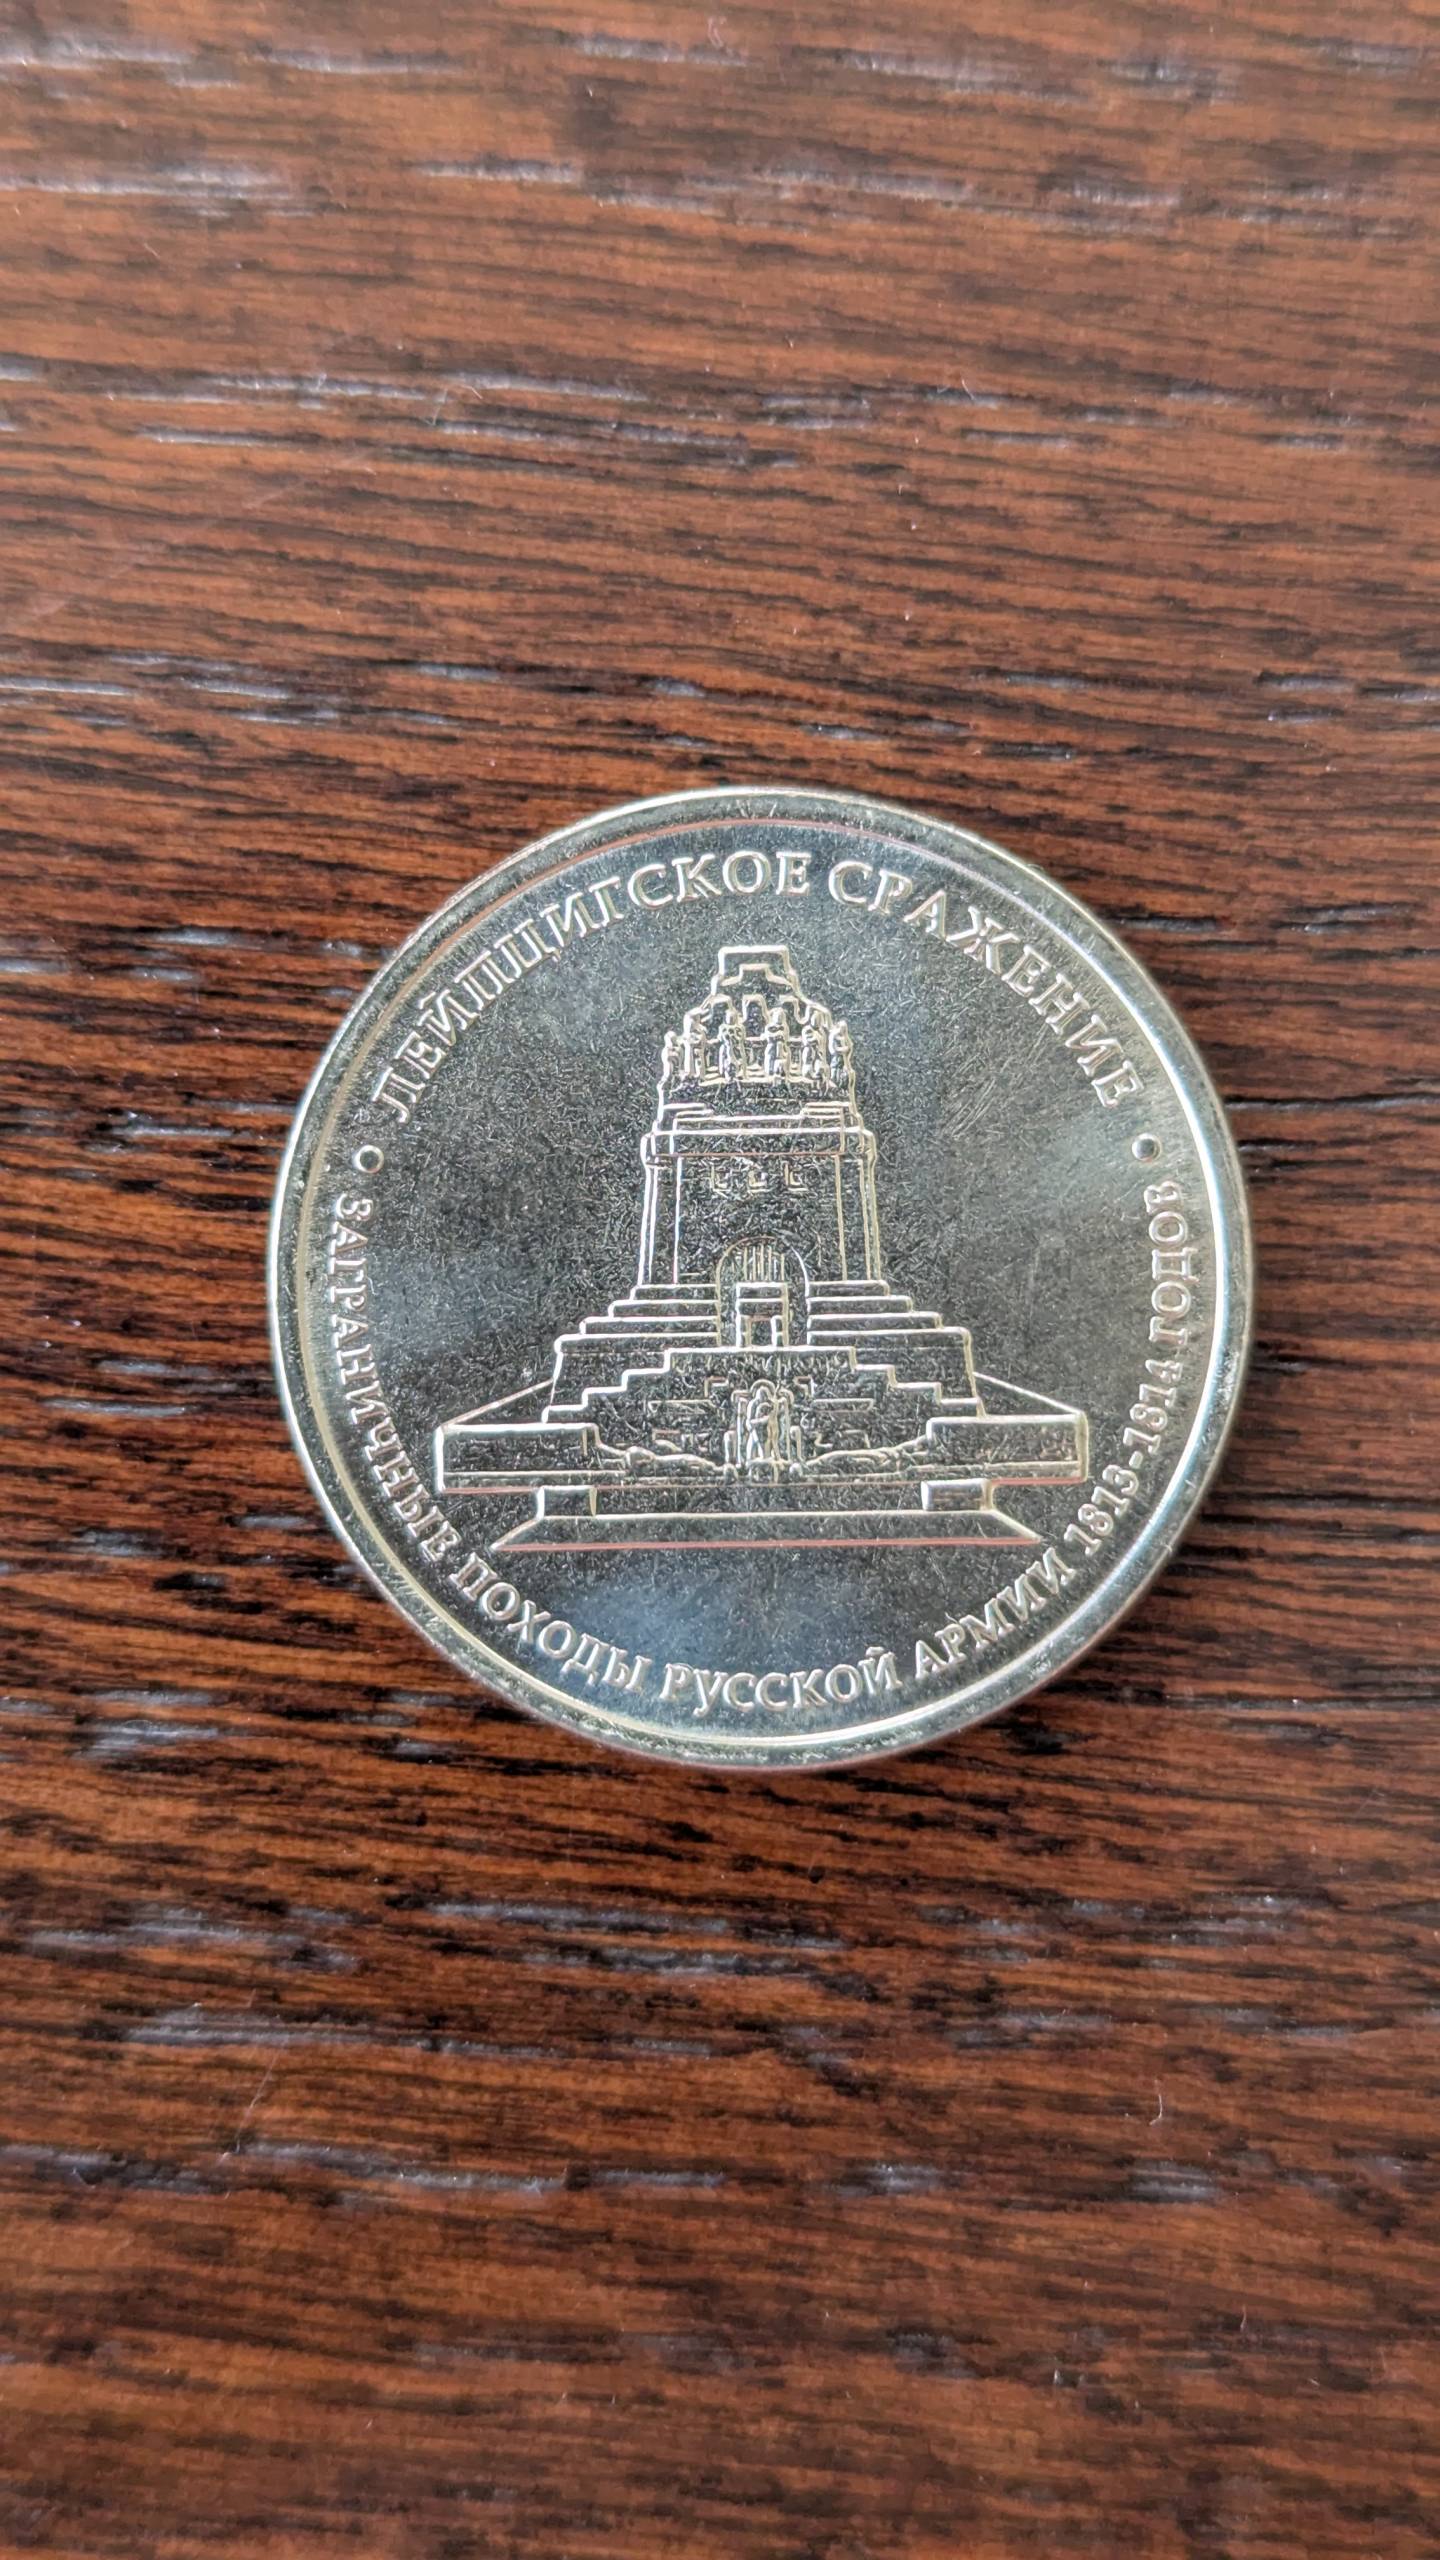 ЛЕЙПЦИГСКОЕ СРАЖЕНИЕ
ЗАГРАНИЧНЫЕ ПОХОДЫ РУССКОЙ АРМИИ 1813-1814 ГОДОВ